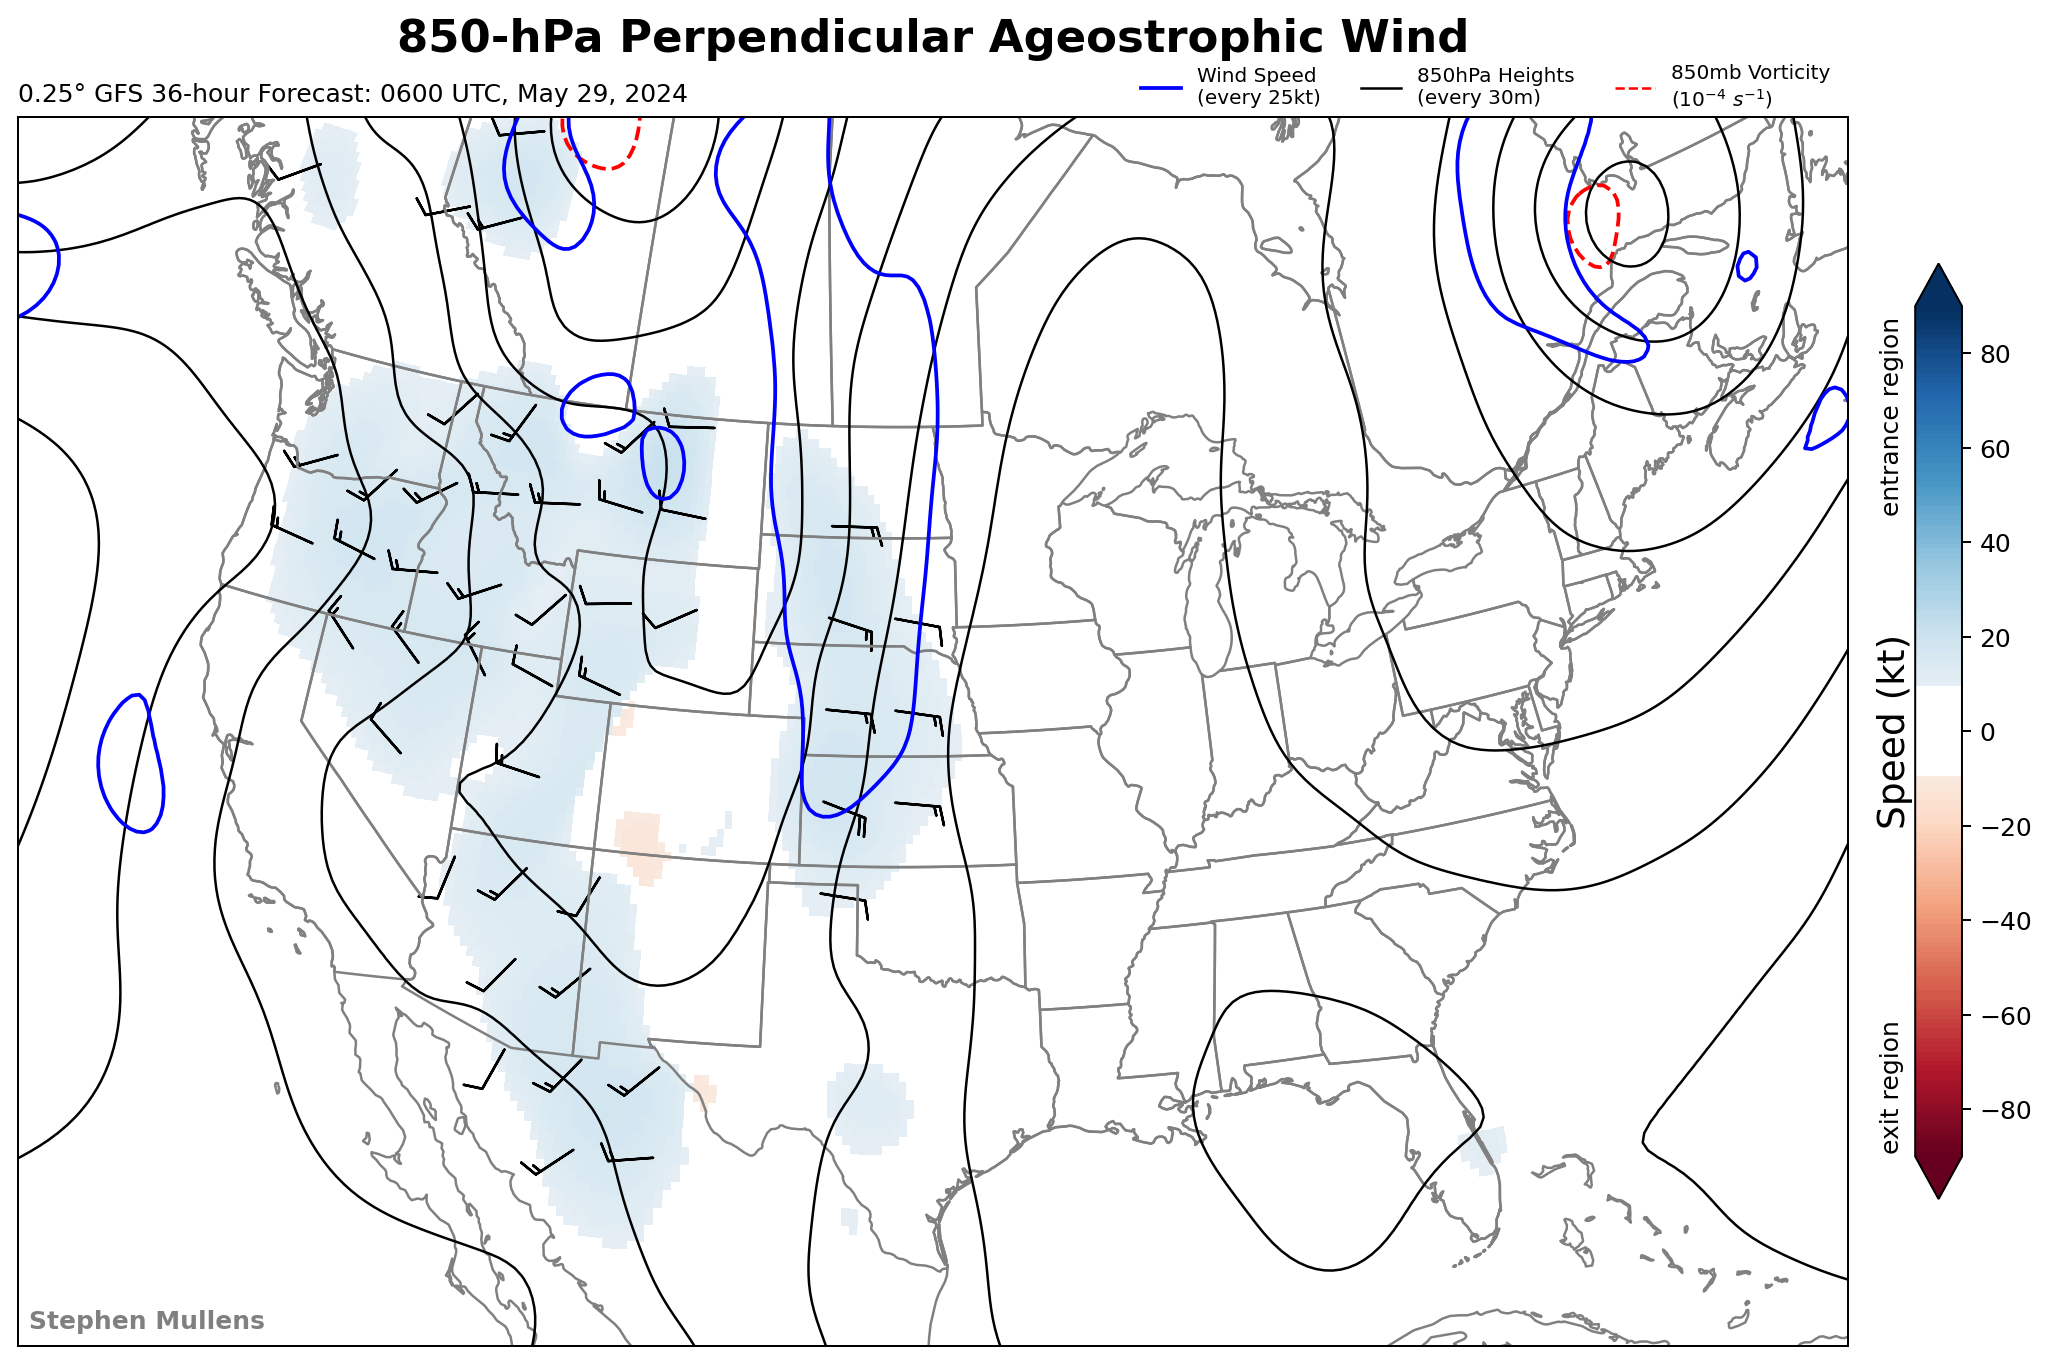 850-hPa Perpendicular Ageostrophic Wind
0.25° GFS 36-hour Forecast: 0600 UTC, May 29, 2024
Wind Speed
(every 25kt)
850hPa Heights
(every 30m)
850mb Vorticity
(10⁻⁴ s⁻¹)
entrance region
Speed (kt)
exit region
80
60
40
20
0
−20
−40
−60
−80
Stephen Mullens